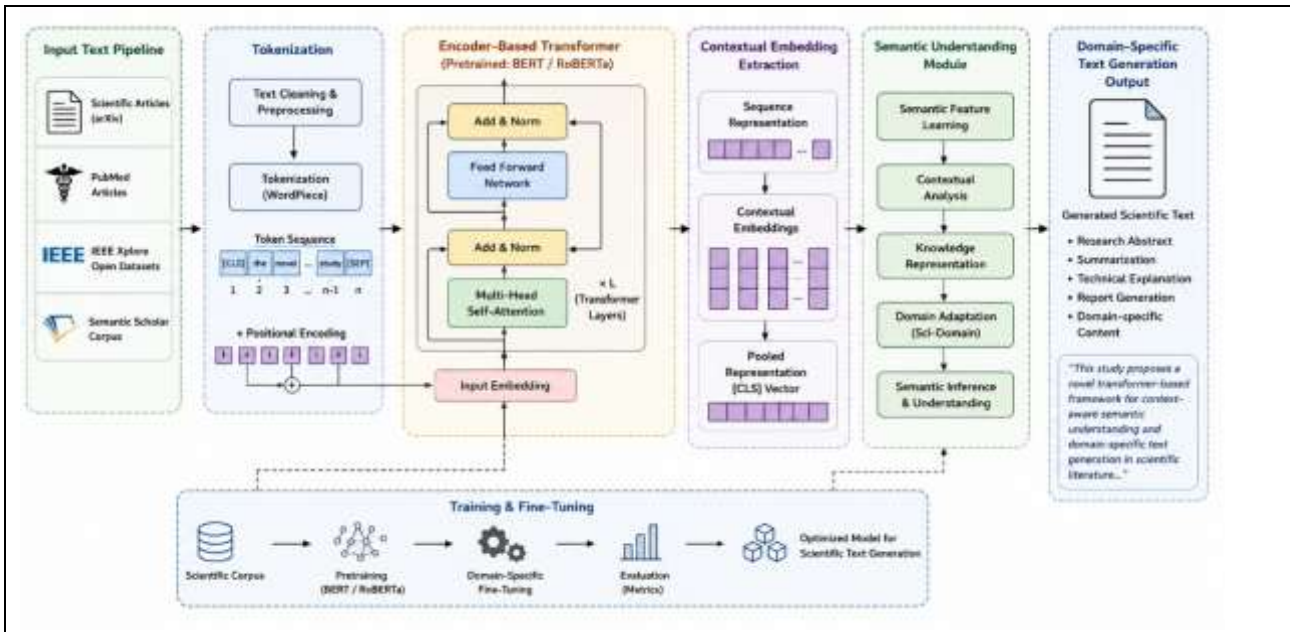 Input Text Pipeline
Scientific Articles
(arXiv)
PubMed
Articles
IEEE
IEEE Xplore
Open Datasets
Semantic Scholar
Corpus
Tokenization
Text Cleaning &
Preprocessing
Tokenization
(WordPiece)
Token Sequence
[CLS] the novel ... study [SEP]
1 2 3 ... n-1 n
+ Positional Encoding
Encoder-Based Transformer
(Pretrained: BERT / RoBERTa)
Add & Norm
Feed Forward
Network
Add & Norm
Multi-Head
Self-Attention
× L
(Transformer
Layers)
Input Embedding
Contextual Embedding
Extraction
Sequence
Representation
...
Contextual
Embeddings
...
...
...
...
Pooled
Representation
[CLS] Vector
Semantic Understanding
Module
Semantic Feature
Learning
Contextual
Analysis
Knowledge
Representation
Domain Adaptation
(Sci-Domain)
Semantic Inference
& Understanding
Domain-Specific
Text Generation
Output
Generated Scientific Text
• Research Abstract
• Summarization
• Technical Explanation
• Report Generation
• Domain-specific
Content
"This study proposes a
novel transformer-based
framework for context-
aware semantic
understanding and
domain-specific text
generation in scientific
literature..."
Training & Fine-Tuning
Scientific Corpus
Pretraining
(BERT / RoBERTa)
Domain-Specific
Fine-Tuning
Evaluation
(Metrics)
Optimized Model for
Scientific Text Generation